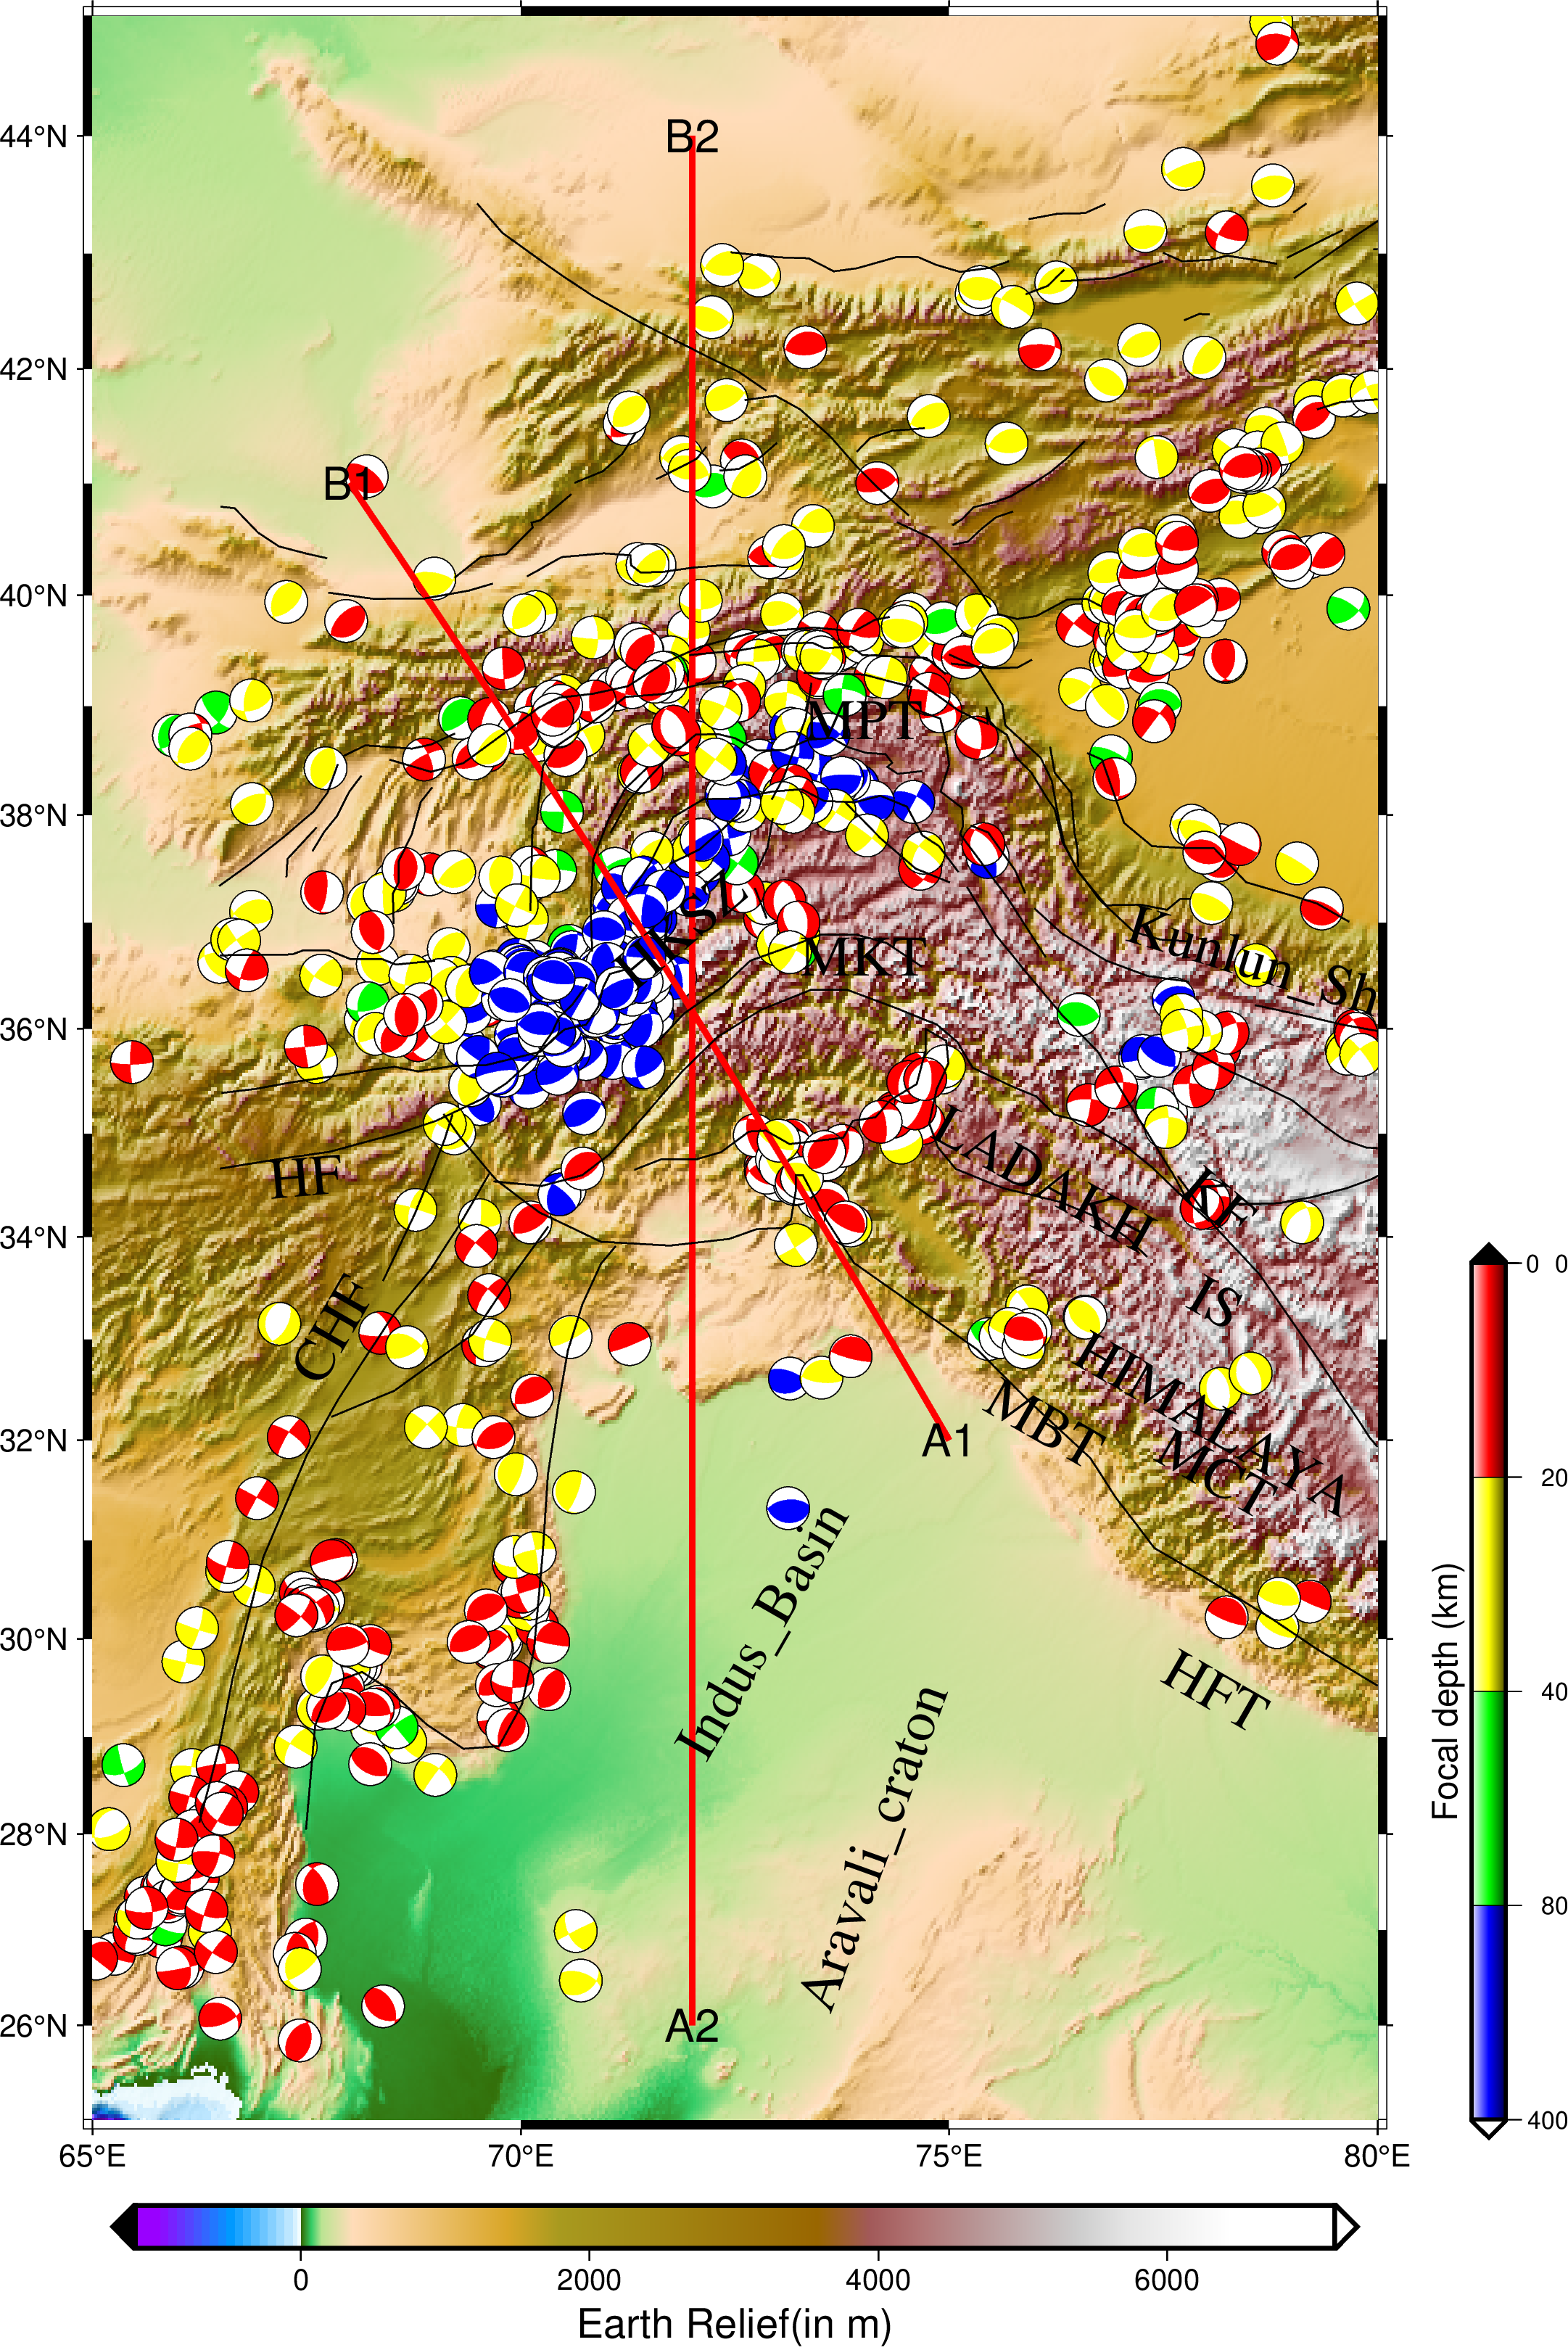 B2
44°N
42°N
B1
40°N
MPT
38°N
HKSZ
Kunlun_Sh
MKT
36°N
HF
LADAKH
KF
34°N
0 0
CHF
IS
HIMALAYA
MBT
A1
32°N
MCT
20
Indus_Basin
30°N
HFT
40
Focal depth (km)
Aravali_craton
28°N
80
26°N
A2
400
65°E
70°E
75°E
80°E
0
2000
4000
6000
Earth Relief(in m)